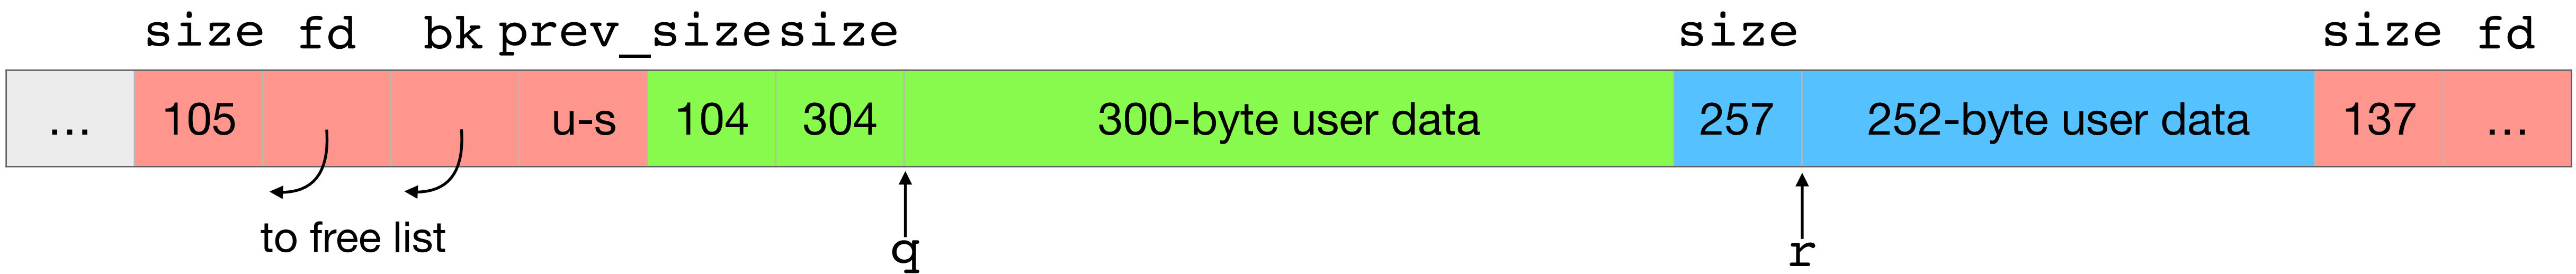 size fd bk prev_size size size size fd
... 105 u-s 104 304 300-byte user data 257 252-byte user data 137 ...
to free list
q r